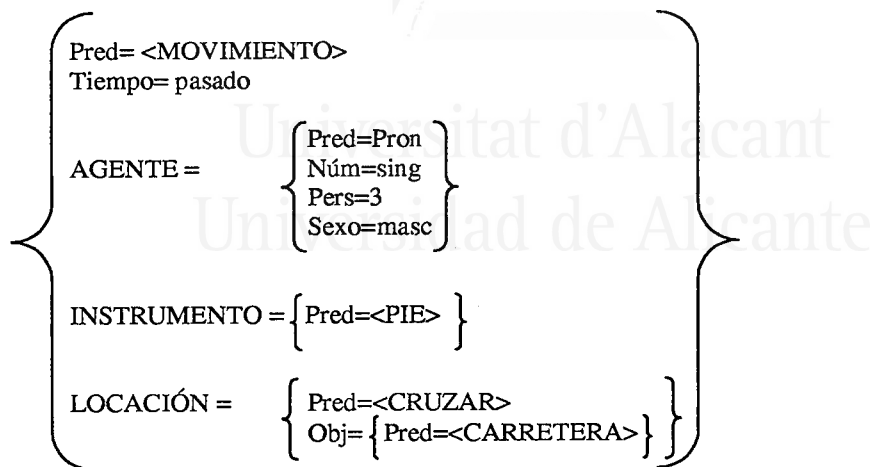 Pred= <MOVIMIENTO>
Tiempo= pasado
Universitat d'Alacant
Universidad de Alicante
AGENTE =
Pred=Pron
Núm=sing
Pers=3
Sexo=masc
INSTRUMENTO = { Pred=<PIE> }
LOCACIÓN =
Pred=<CRUZAR>
Obj= { Pred=<CARRETERA> }